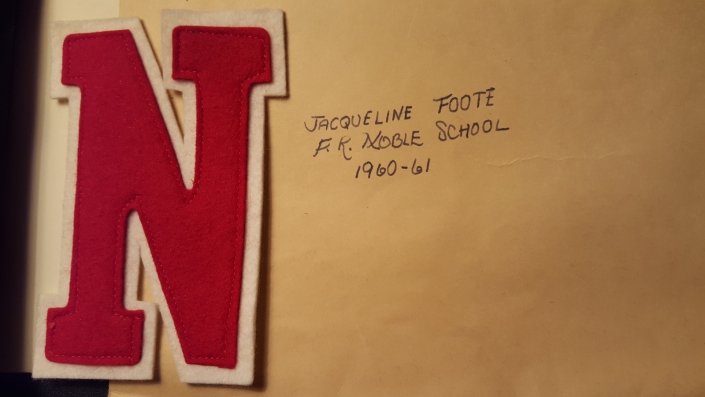 N
JACQUELINE FOOTE
F. R. NOBLE SCHOOL
1960-61